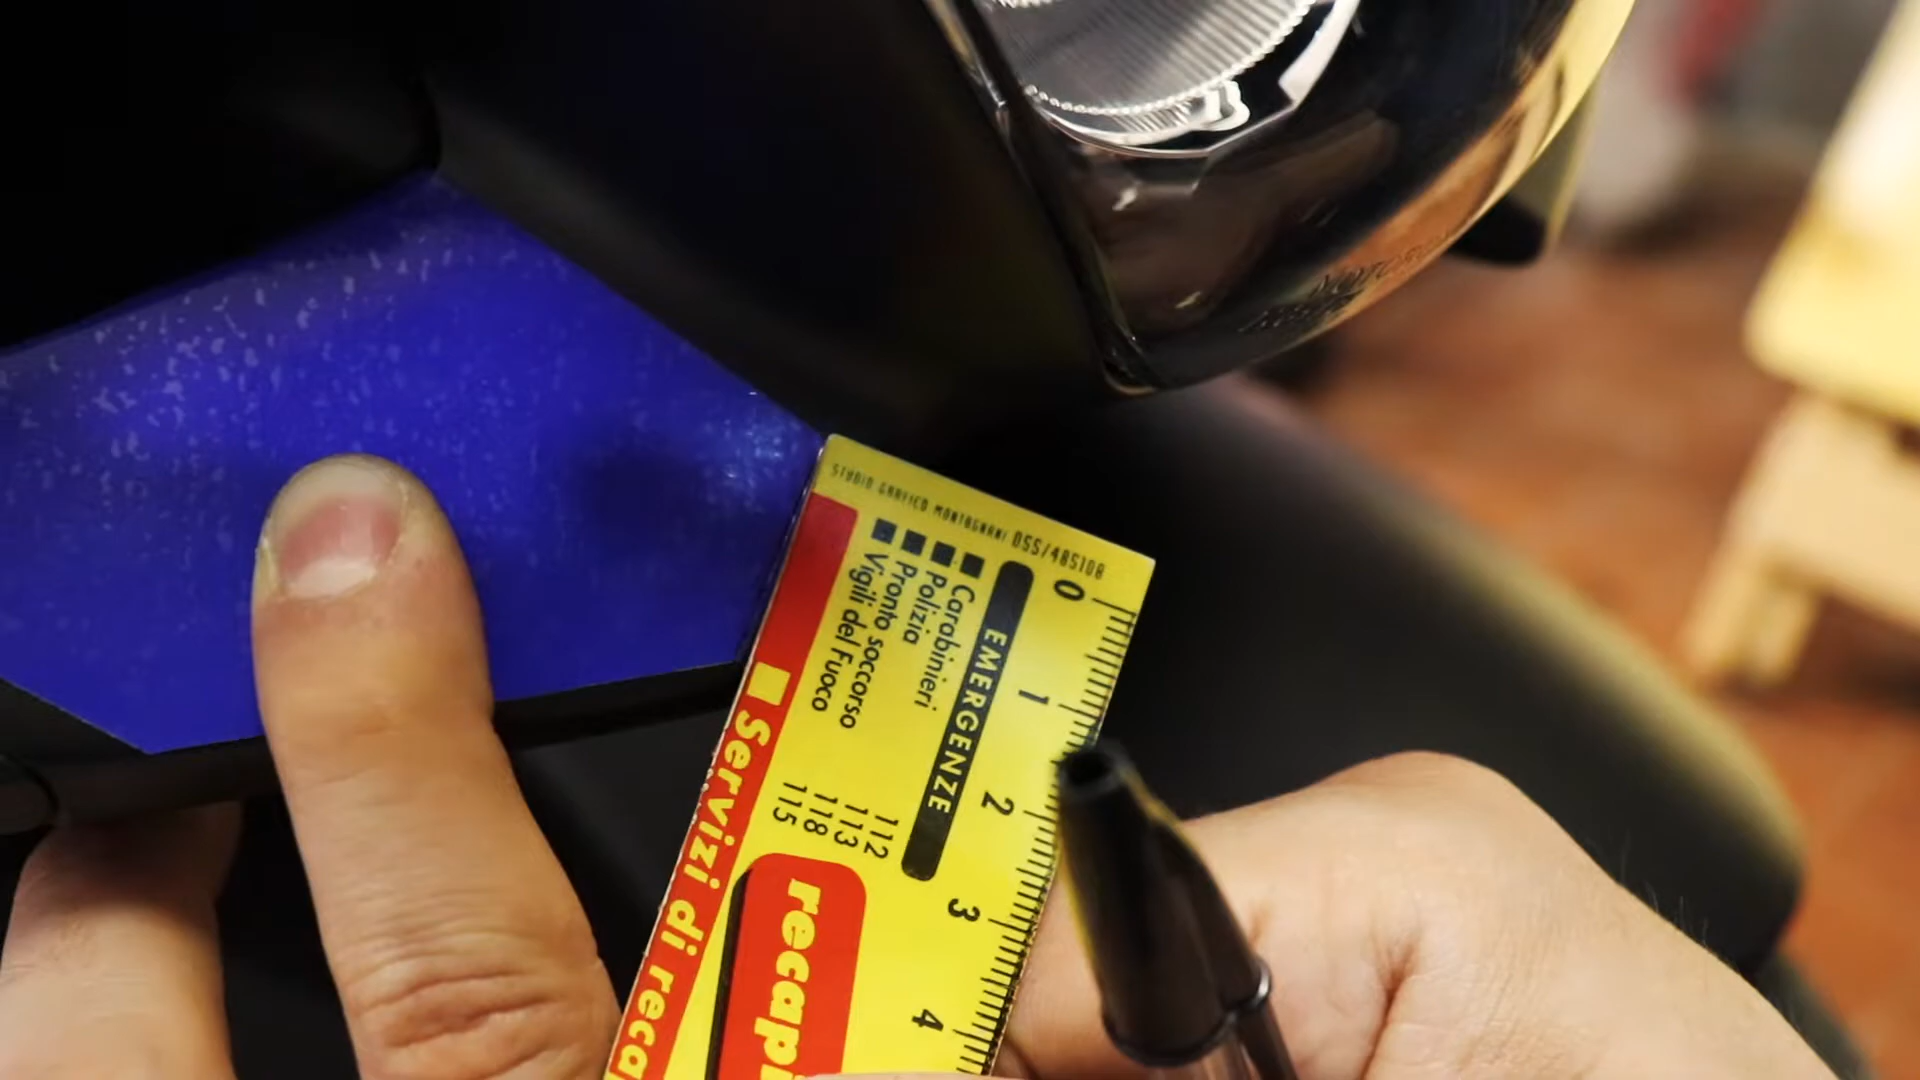 STUDIO GRAFICO MONTAGNANI 055/485108
EMERGENZE
Carabinieri 112
Polizia 113
Pronto soccorso 118
Vigili del Fuoco 115
Servizi di reca
recapi
0 1 2 3 4